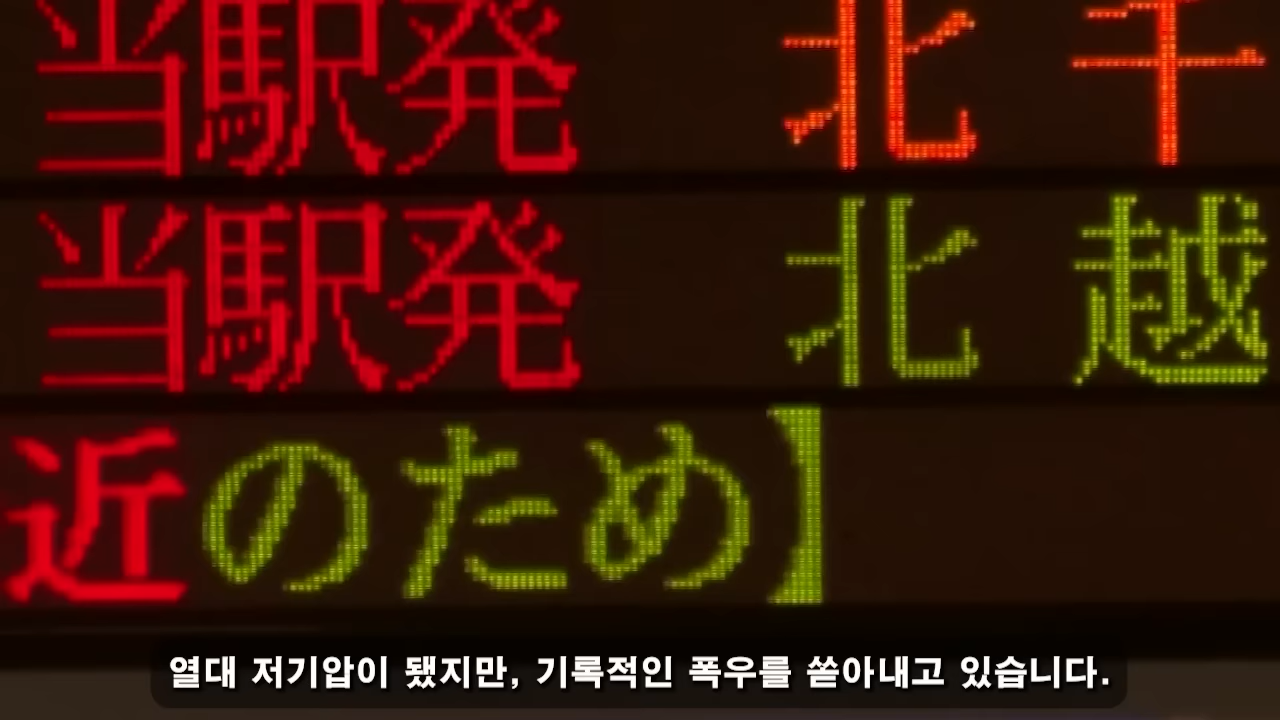 当駅発 北千
当駅発 北越
近のため】
열대 저기압이 됐지만, 기록적인 폭우를 쏟아내고 있습니다.